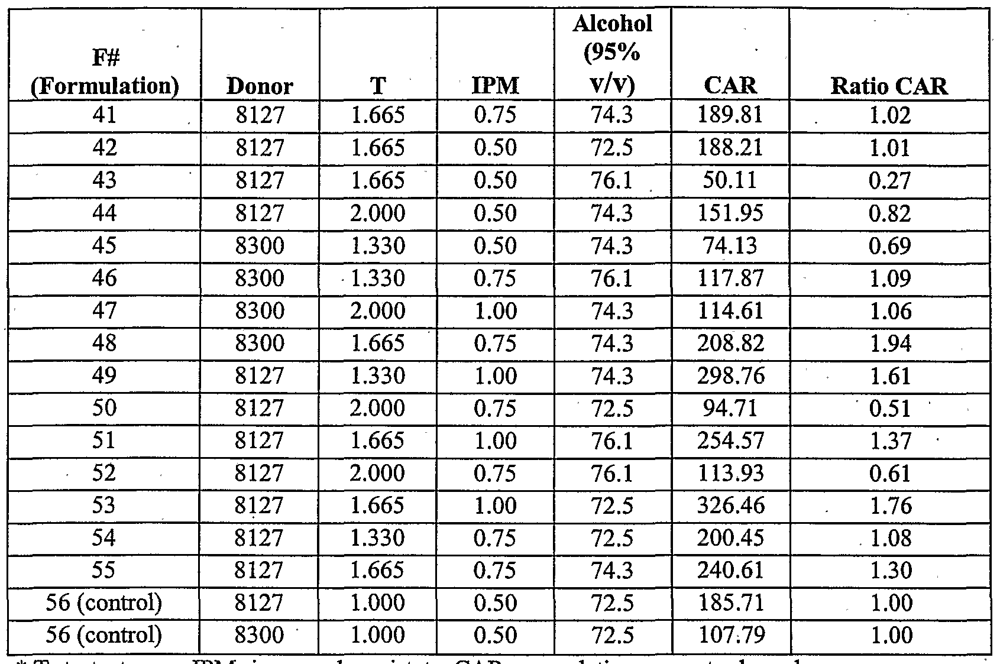 F# (Formulation) Donor T IPM Alcohol (95% v/v) CAR Ratio CAR
41 8127 1.665 0.75 74.3 189.81 1.02
42 8127 1.665 0.50 72.5 188.21 1.01
43 8127 1.665 0.50 76.1 50.11 0.27
44 8127 2.000 0.50 74.3 151.95 0.82
45 8300 1.330 0.50 74.3 74.13 0.69
46 8300 1.330 0.75 76.1 117.87 1.09
47 8300 2.000 1.00 74.3 114.61 1.06
48 8300 1.665 0.75 74.3 208.82 1.94
49 8127 1.330 1.00 74.3 298.76 1.61
50 8127 2.000 0.75 72.5 94.71 0.51
51 8127 1.665 1.00 76.1 254.57 1.37
52 8127 2.000 0.75 76.1 113.93 0.61
53 8127 1.665 1.00 72.5 326.46 1.76
54 8127 1.330 0.75 72.5 200.45 1.08
55 8127 1.665 0.75 74.3 240.61 1.30
56 (control) 8127 1.000 0.50 72.5 185.71 1.00
56 (control) 8300 1.000 0.50 72.5 107.79 1.00